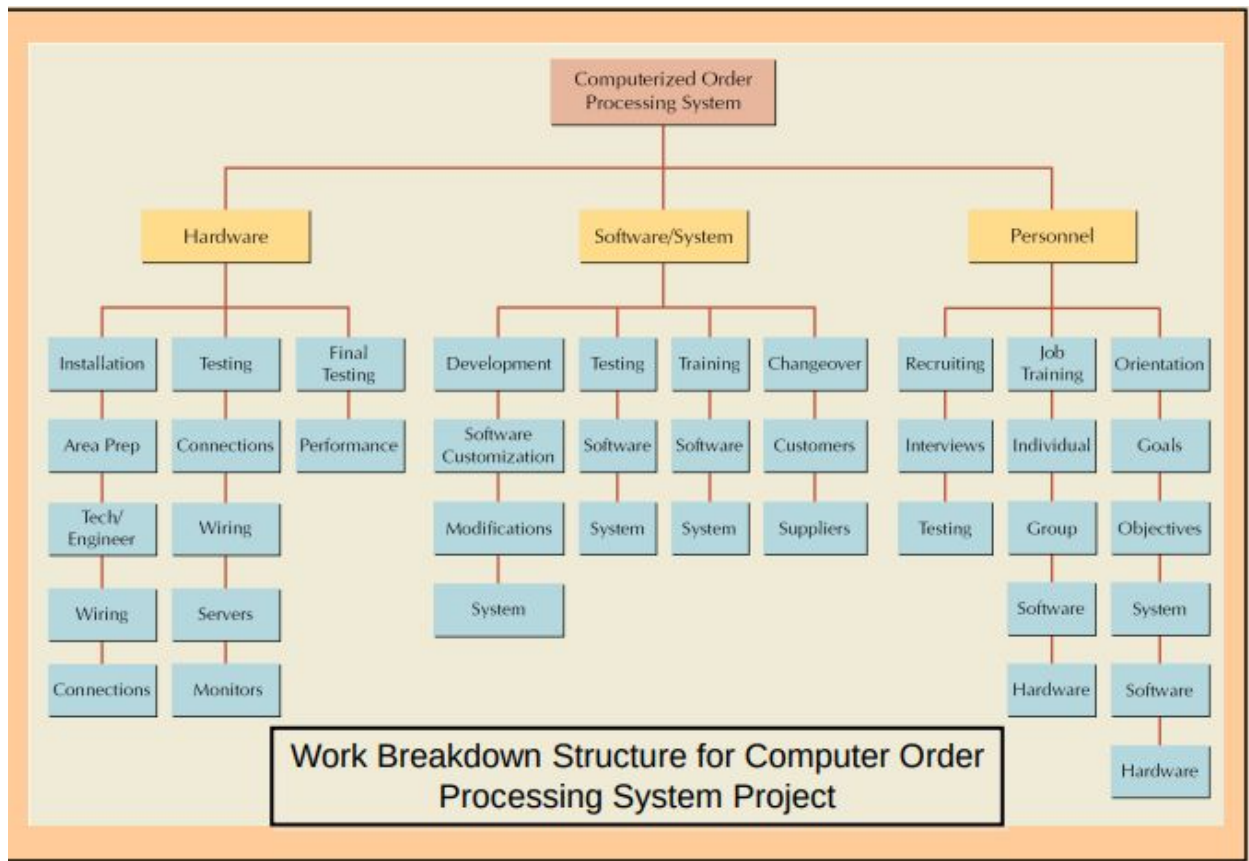 Computerized Order
Processing System
Hardware
Software/System
Personnel
Installation
Testing
Final
Testing
Development
Testing
Training
Changeover
Recruiting
Job
Training
Orientation
Area Prep
Connections
Performance
Software
Customization
Software
Software
Customers
Interviews
Individual
Goals
Tech/
Engineer
Wiring
Modifications
System
System
Suppliers
Testing
Group
Objectives
Wiring
Servers
System
Software
System
Connections
Monitors
Hardware
Software
Hardware
Work Breakdown Structure for Computer Order
Processing System Project